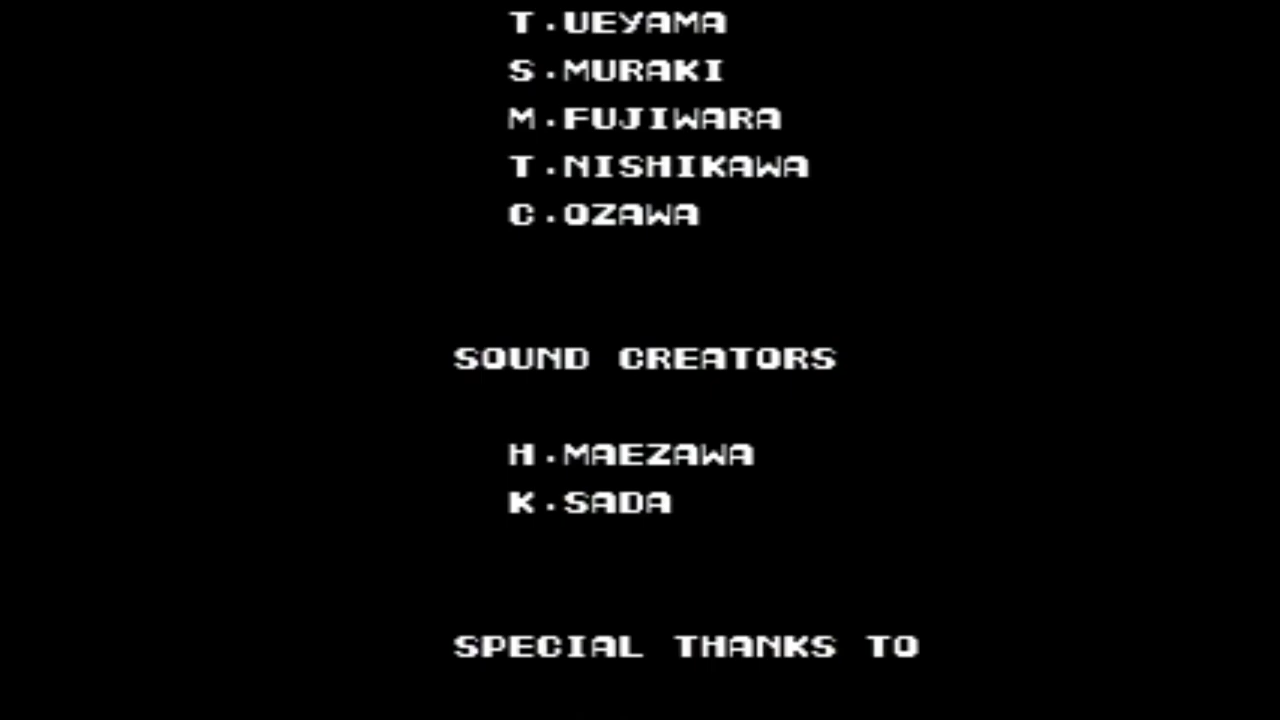 T.UEYAMA
S.MURAKI
M.FUJIWARA
T.NISHIKAWA
C.OZAWA
SOUND CREATORS
H.MAEZAWA
K.SADA
SPECIAL THANKS TO